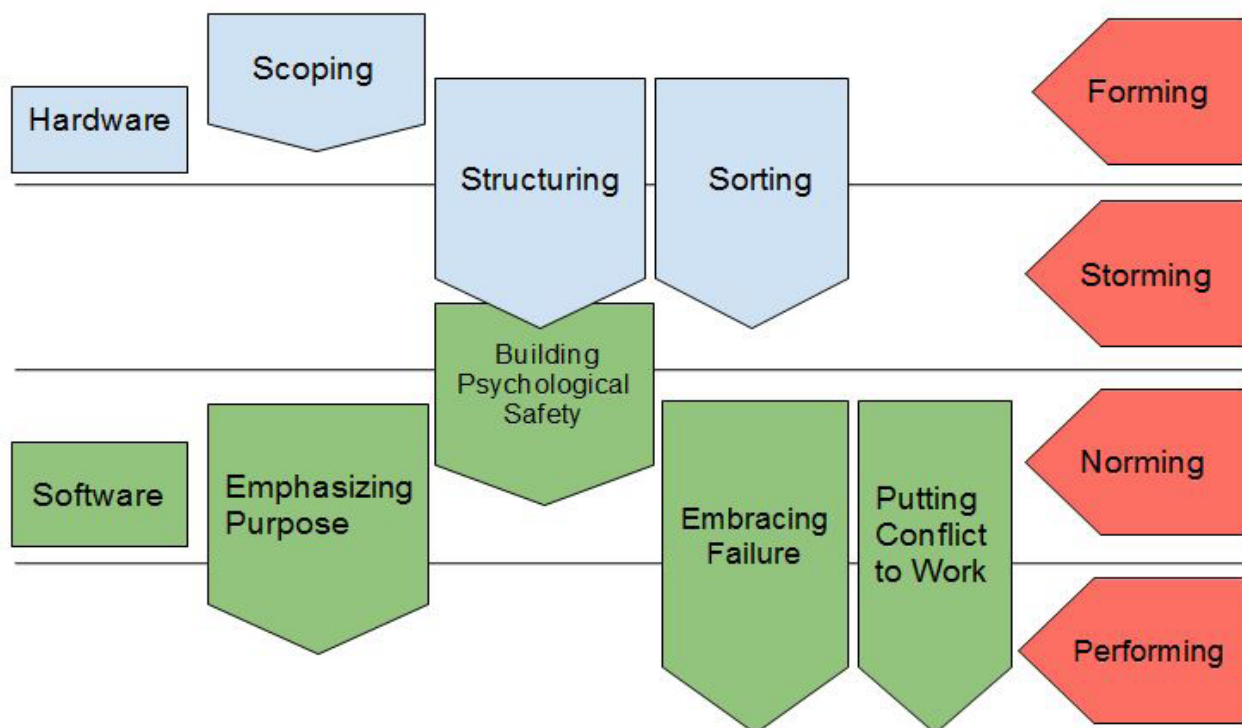 Scoping
Hardware
Forming
Structuring
Sorting
Storming
Building
Psychological
Safety
Software
Emphasizing
Purpose
Embracing
Failure
Putting
Conflict
to Work
Norming
Performing